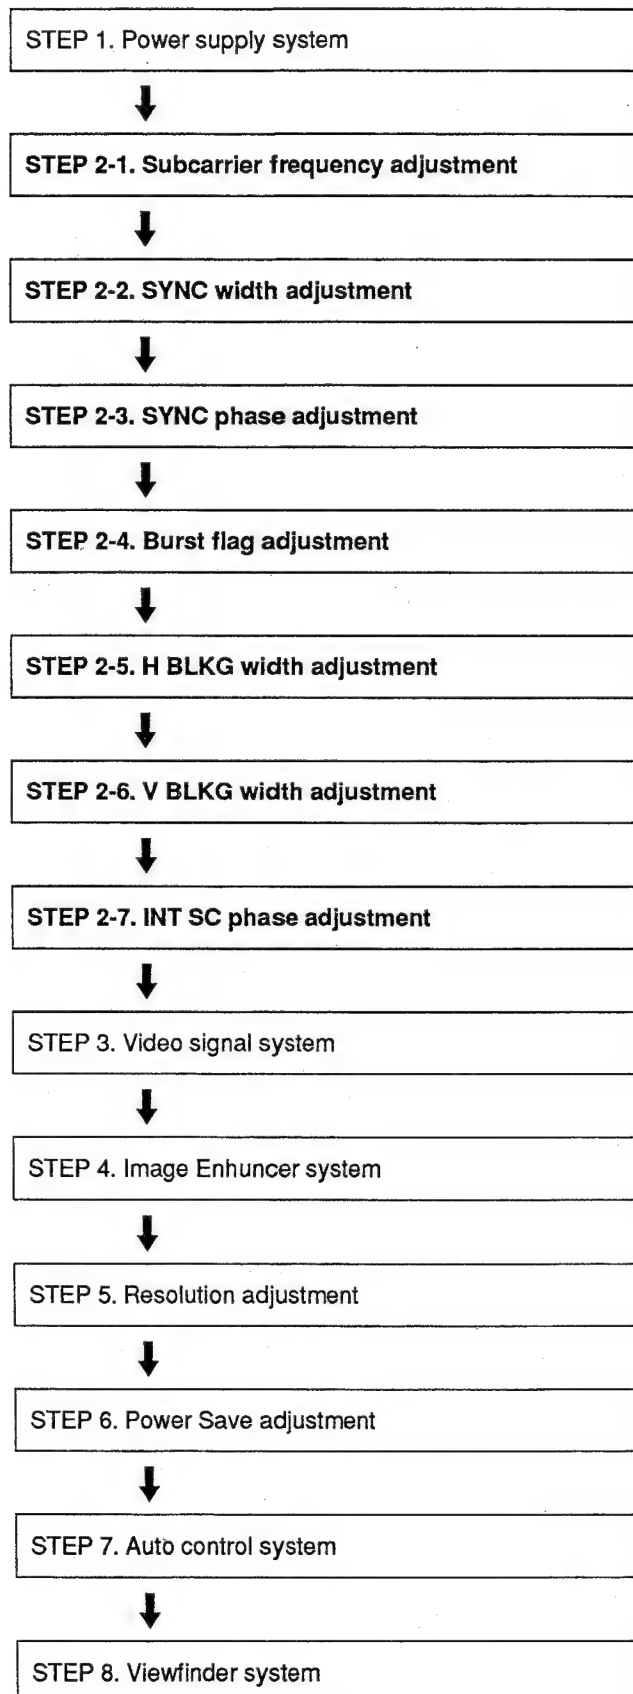 STEP 1. Power supply system
STEP 2-1. Subcarrier frequency adjustment
STEP 2-2. SYNC width adjustment
STEP 2-3. SYNC phase adjustment
STEP 2-4. Burst flag adjustment
STEP 2-5. H BLKG width adjustment
STEP 2-6. V BLKG width adjustment
STEP 2-7. INT SC phase adjustment
STEP 3. Video signal system
STEP 4. Image Enhuncer system
STEP 5. Resolution adjustment
STEP 6. Power Save adjustment
STEP 7. Auto control system
STEP 8. Viewfinder system